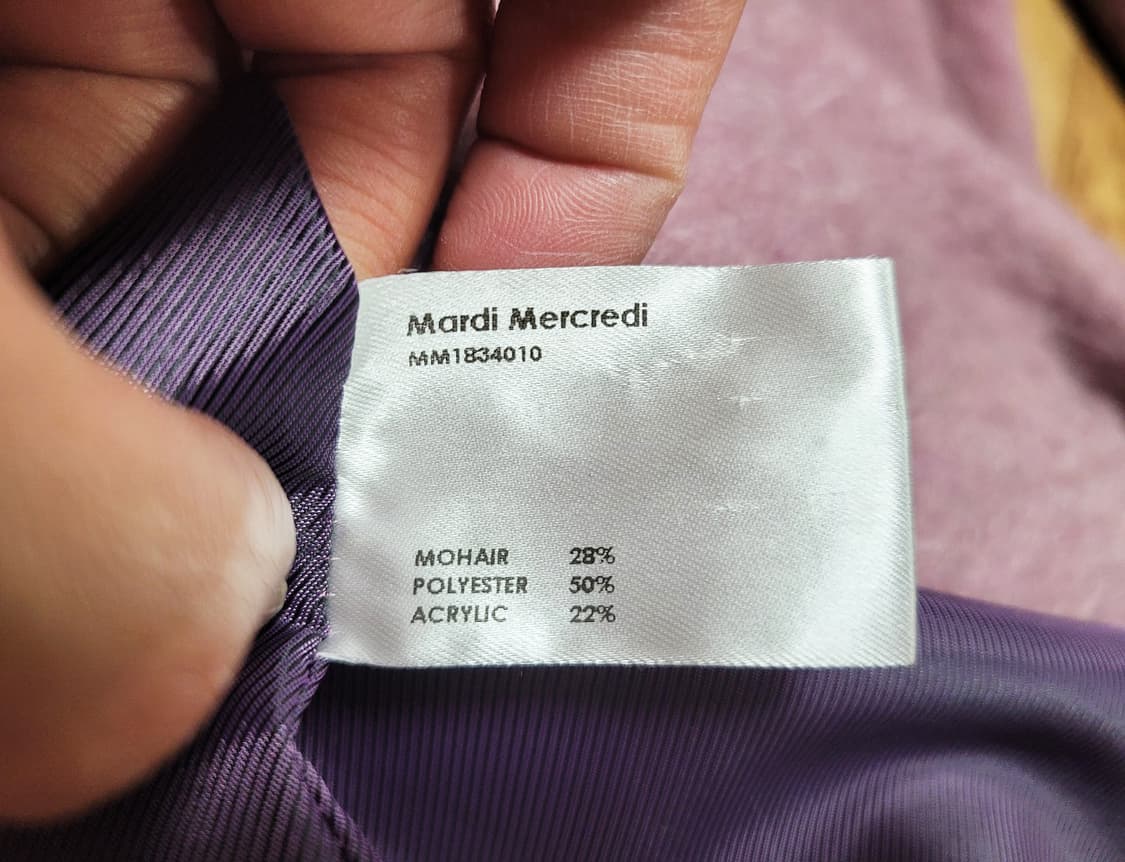 Mardi Mercredi
MM1834010
MOHAIR 28%
POLYESTER 50%
ACRYLIC 22%